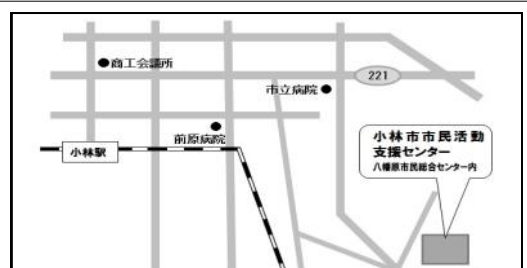 商工会議所
221
市立病院
前原病院
小林駅
小林市市民活動
支援センター
八幡原市民総合センター内